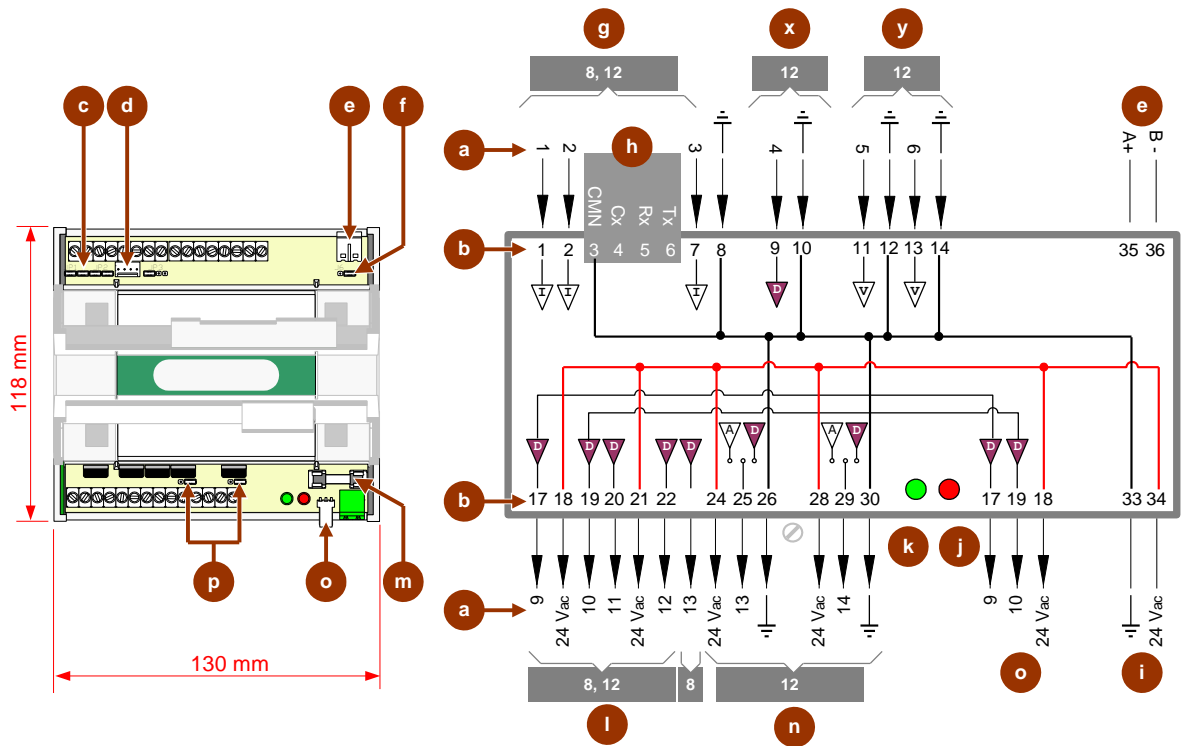 g x y
8, 12 12 12
c d e f e
a 1 2 h 3 4 5 6 A+ B -
CMN Cx Rx Tx
b 1 2 3 4 5 6 7 8 9 10 11 12 13 14 35 36
I I I D V V
118 mm
D D D D D A D A D D D
b 17 18 19 20 21 22 24 25 26 28 29 30 17 19 18 33 34
p o m k j
a 9 24 Vac 10 11 24 Vac 12 13 24 Vac 13 24 Vac 14 9 10 24 Vac 24 Vac
130 mm
8, 12 8 12 o i
l n